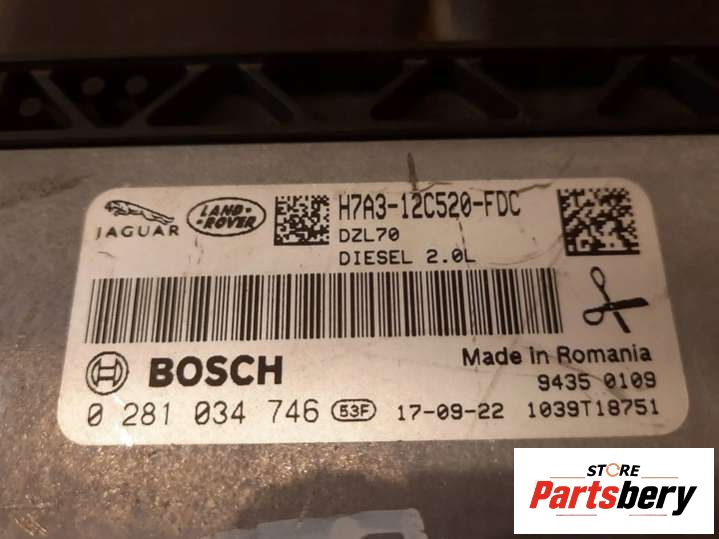 JAGUAR
LAND-
-ROVER
H7A3-12C520-FDC
DZL70
DIESEL 2.0L
BOSCH
Made in Romania
9435 0109
0 281 034 746 53F 17-09-22 1039T18751
STORE
Partsbery